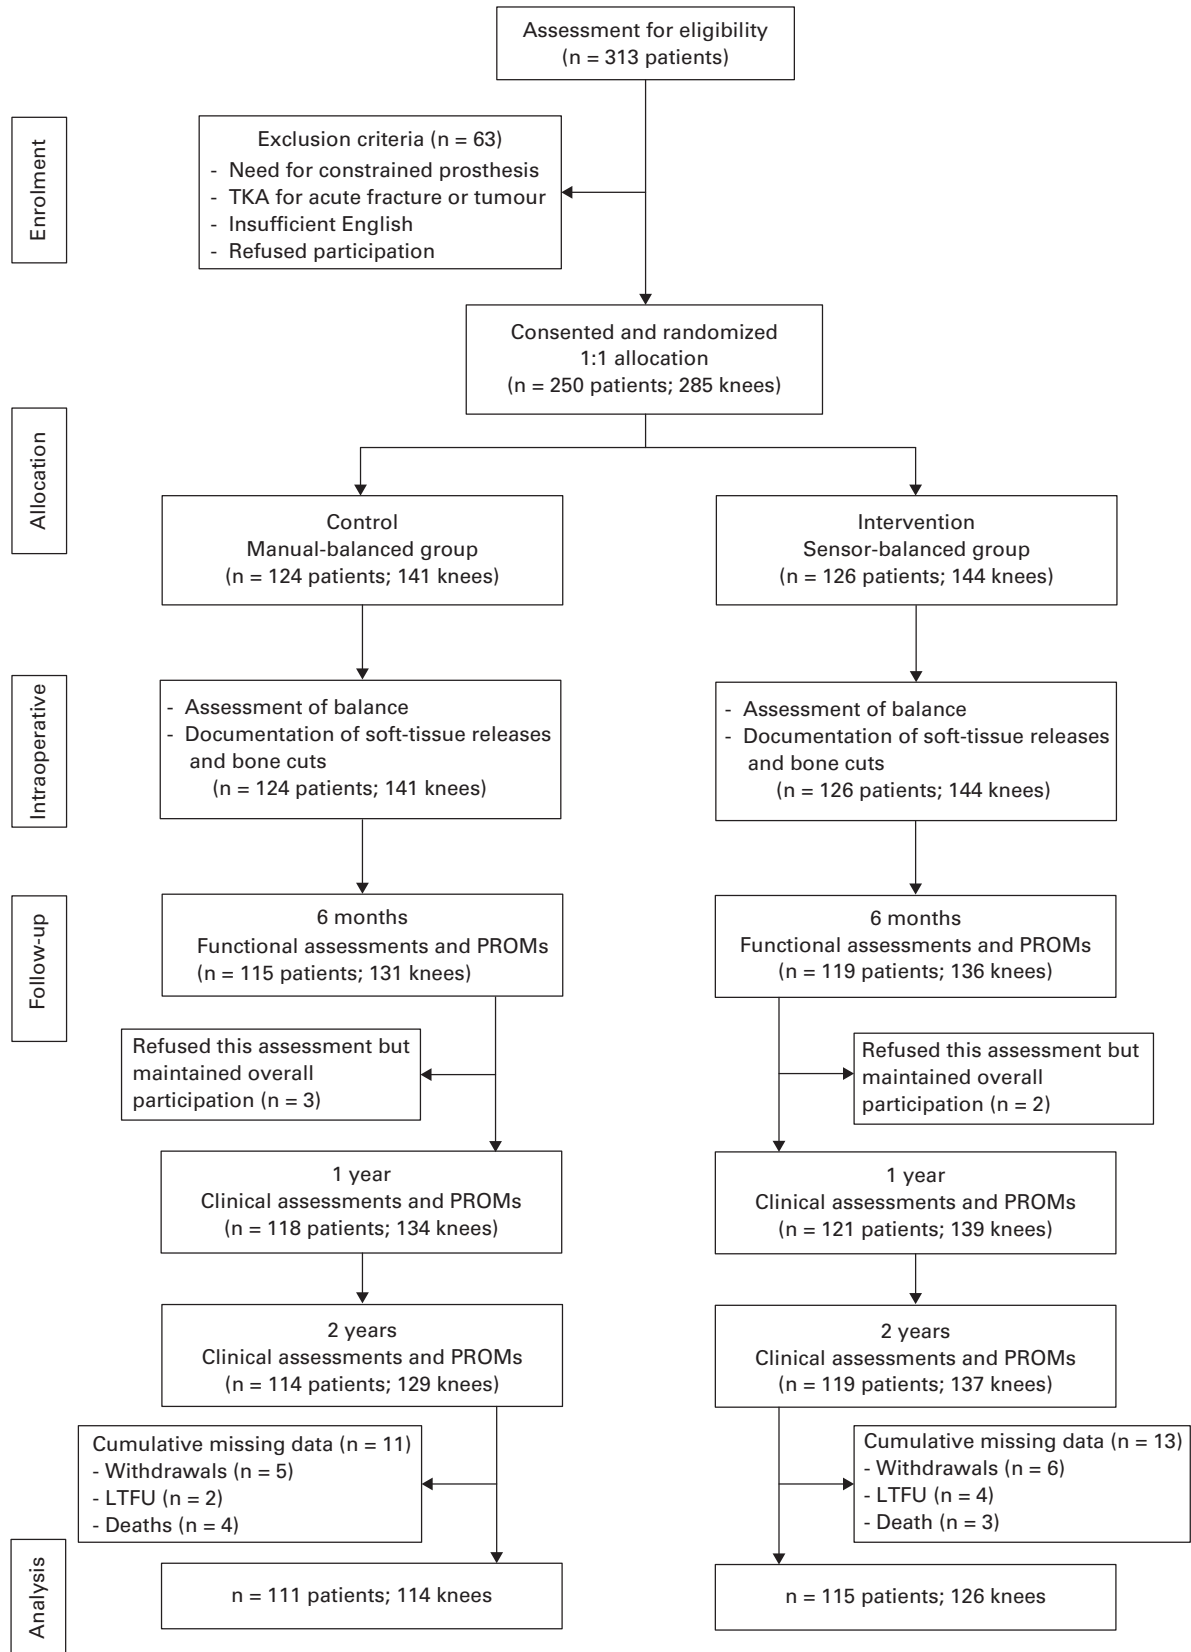 Assessment for eligibility
(n = 313 patients)
Enrolment
Exclusion criteria (n = 63)
- Need for constrained prosthesis
- TKA for acute fracture or tumour
- Insufficient English
- Refused participation
Consented and randomized
1:1 allocation
(n = 250 patients; 285 knees)
Allocation
Control
Manual-balanced group
(n = 124 patients; 141 knees)
Intervention
Sensor-balanced group
(n = 126 patients; 144 knees)
Intraoperative
- Assessment of balance
- Documentation of soft-tissue releases
and bone cuts
(n = 124 patients; 141 knees)
- Assessment of balance
- Documentation of soft-tissue releases
and bone cuts
(n = 126 patients; 144 knees)
Follow-up
6 months
Functional assessments and PROMs
(n = 115 patients; 131 knees)
6 months
Functional assessments and PROMs
(n = 119 patients; 136 knees)
Refused this assessment but
maintained overall
participation (n = 3)
Refused this assessment but
maintained overall
participation (n = 2)
1 year
Clinical assessments and PROMs
(n = 118 patients; 134 knees)
1 year
Clinical assessments and PROMs
(n = 121 patients; 139 knees)
2 years
Clinical assessments and PROMs
(n = 114 patients; 129 knees)
2 years
Clinical assessments and PROMs
(n = 119 patients; 137 knees)
Cumulative missing data (n = 11)
- Withdrawals (n = 5)
- LTFU (n = 2)
- Deaths (n = 4)
Cumulative missing data (n = 13)
- Withdrawals (n = 6)
- LTFU (n = 4)
- Death (n = 3)
Analysis
n = 111 patients; 114 knees
n = 115 patients; 126 knees